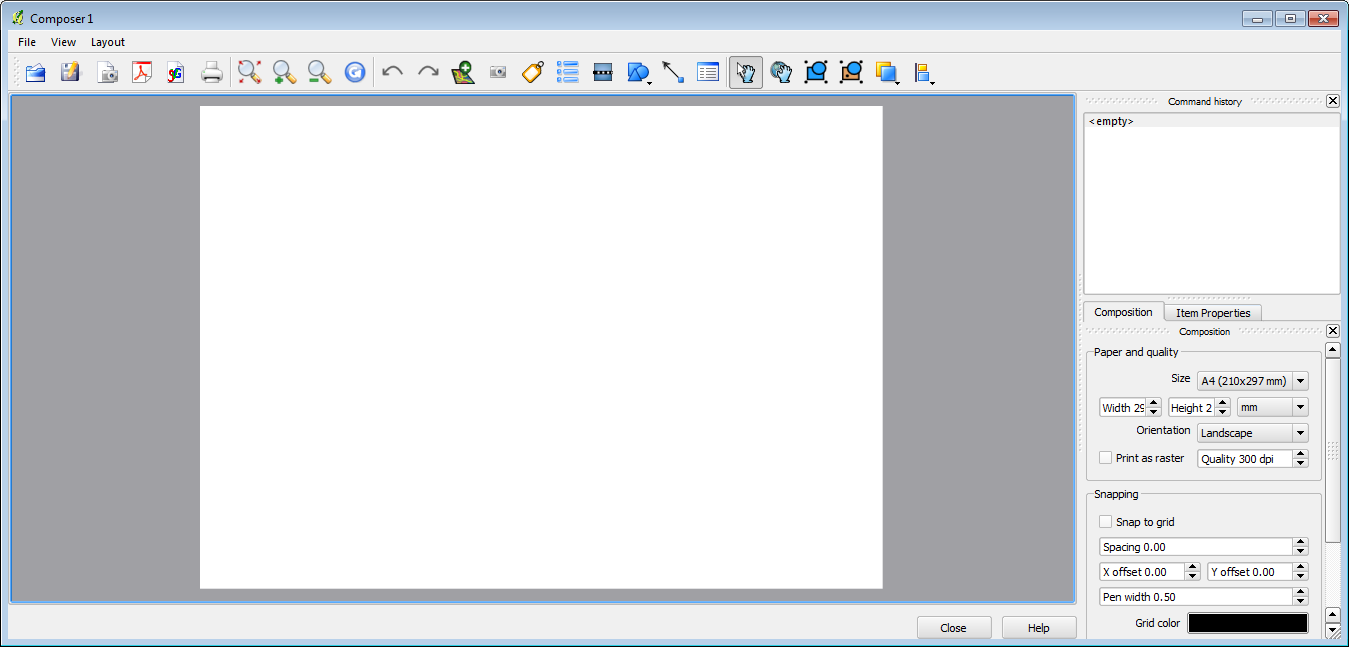 Composer 1
File View Layout
Command history
<empty>
Composition Item Properties
Composition
Paper and quality
Size A4 (210x297 mm)
Width 29 Height 2 mm
Orientation Landscape
Print as raster Quality 300 dpi
Snapping
Snap to grid
Spacing 0.00
X offset 0.00 Y offset 0.00
Pen width 0.50
Grid color
Close Help